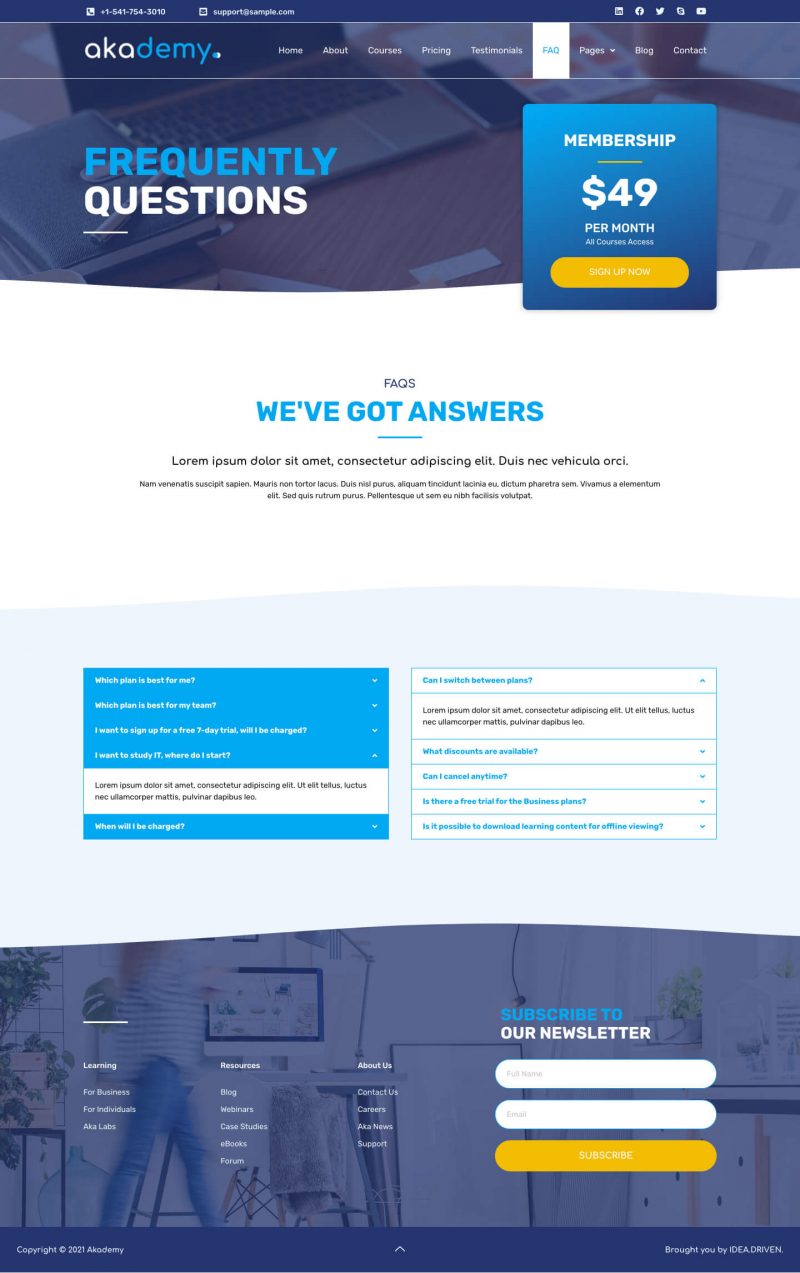 +1-541-754-3010 support@sample.com
akademy
Home About Courses Pricing Testimonials FAQ Pages Blog Contact
FREQUENTLY
QUESTIONS
MEMBERSHIP
$49
PER MONTH
All Courses Access
SIGN UP NOW
FAQS
WE'VE GOT ANSWERS
Lorem ipsum dolor sit amet, consectetur adipiscing elit. Duis nec vehicula orci.
Nam venenatis suscipit sapien. Mauris non tortor lacus. Duis nisl purus, aliquam tincidunt lacinia eu, dictum pharetra sem. Vivamus a elementum
elit. Sed quis rutrum purus. Pellentesque ut sem eu nibh facilisis volutpat.
Which plan is best for me?
Which plan is best for my team?
I want to sign up for a free 7-day trial, will I be charged?
I want to study IT, where do I start?
Lorem ipsum dolor sit amet, consectetur adipiscing elit. Ut elit tellus, luctus
nec ullamcorper mattis, pulvinar dapibus leo.
When will I be charged?
Can I switch between plans?
Lorem ipsum dolor sit amet, consectetur adipiscing elit. Ut elit tellus, luctus
nec ullamcorper mattis, pulvinar dapibus leo.
What discounts are available?
Can I cancel anytime?
Is there a free trial for the Business plans?
Is it possible to download learning content for offline viewing?
Learning
For Business
For Individuals
Aka Labs
Resources
Blog
Webinars
Case Studies
eBooks
Forum
About Us
Contact Us
Careers
Aka News
Support
SUBSCRIBE TO
OUR NEWSLETTER
Full Name
Email
SUBSCRIBE
Copyright © 2021 Akademy
Brought you by IDEA.DRIVEN.